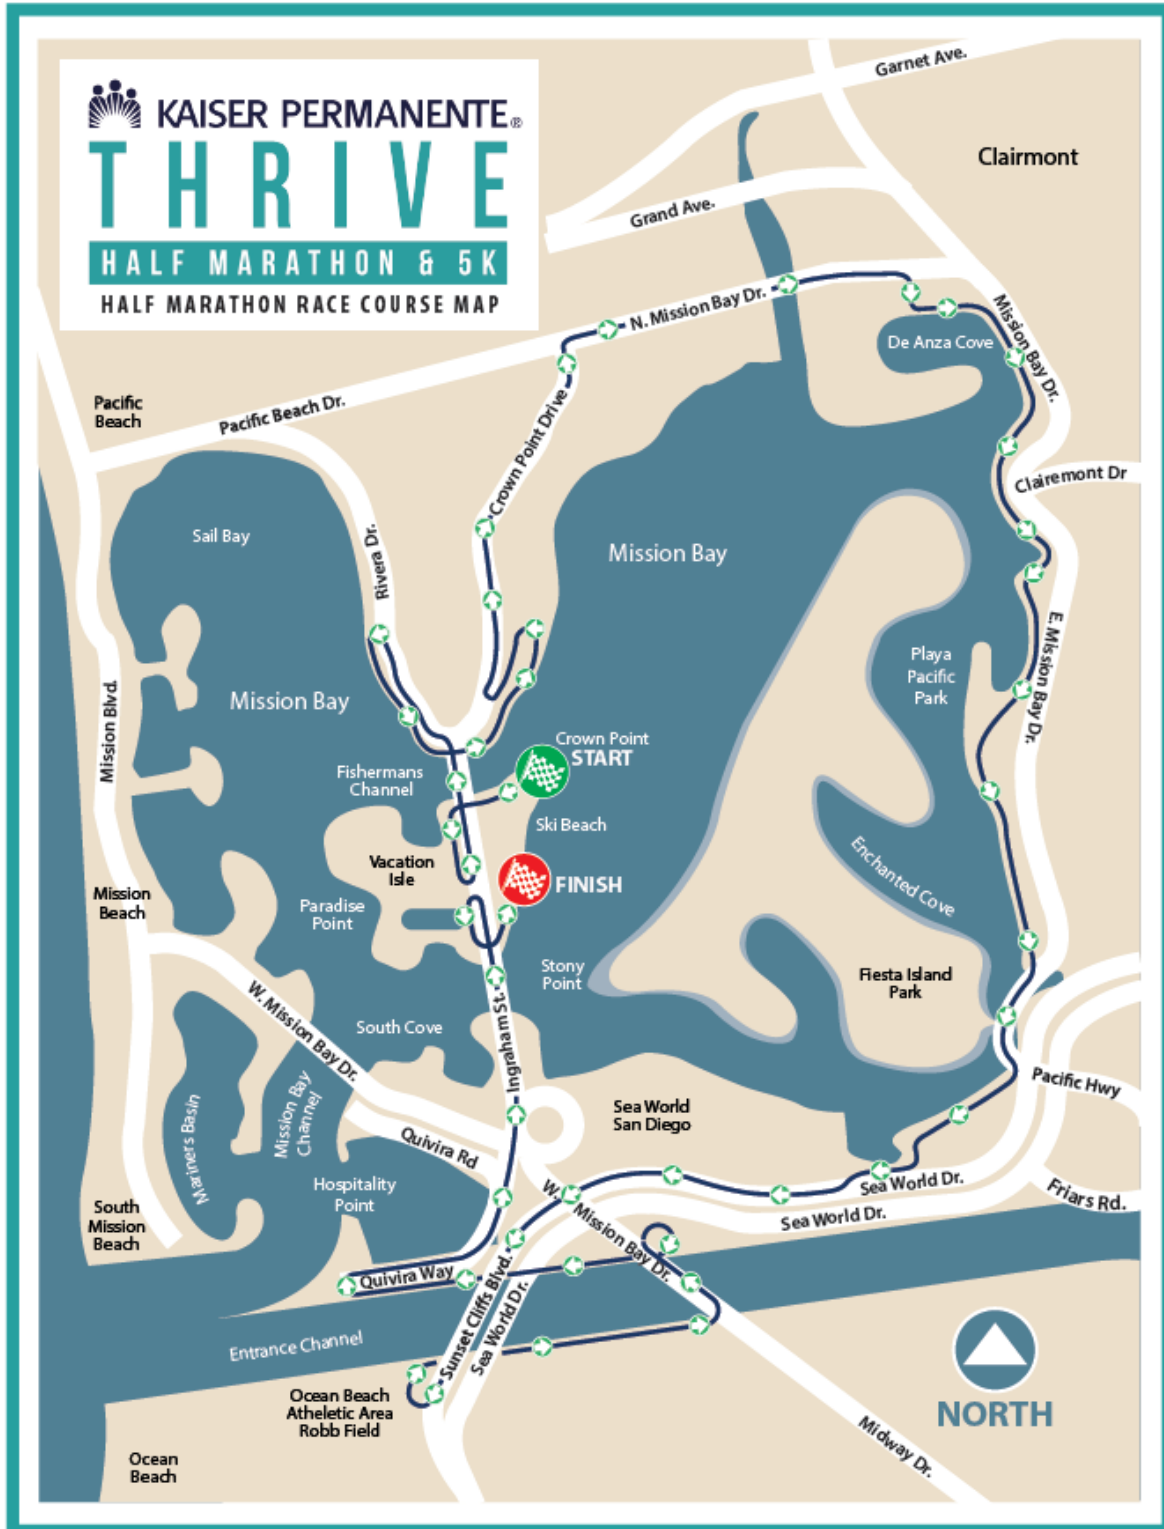 KAISER PERMANENTE®
THRIVE
HALF MARATHON & 5K
HALF MARATHON RACE COURSE MAP
Garnet Ave.
Clairmont
Grand Ave.
N. Mission Bay Dr.
Mission Bay Dr.
De Anza Cove
Pacific
Beach
Pacific Beach Dr.
Crown Point Drive
Clairemont Dr
Sail Bay
Rivera Dr.
Mission Bay
E. Mission Bay Dr.
Playa
Pacific
Park
Mission Blvd.
Mission Bay
Crown Point
START
Fishermans
Channel
Ski Beach
Vacation
Isle
FINISH
Enchanted Cove
Mission
Beach
Paradise
Point
Stony
Point
Fiesta Island
Park
W. Mission Bay Dr.
South Cove
Ingraham St.
Pacific Hwy
Mariners Basin
Mission Bay
Channel
Sea World
San Diego
Quivira Rd
Hospitality
Point
Sea World Dr.
Friars Rd.
South
Mission
Beach
W. Mission Bay Dr.
Sea World Dr.
Quivira Way
Sunset Cliffs Blvd.
Sea World Dr.
Entrance Channel
Ocean Beach
Atheletic Area
Robb Field
NORTH
Midway Dr.
Ocean
Beach